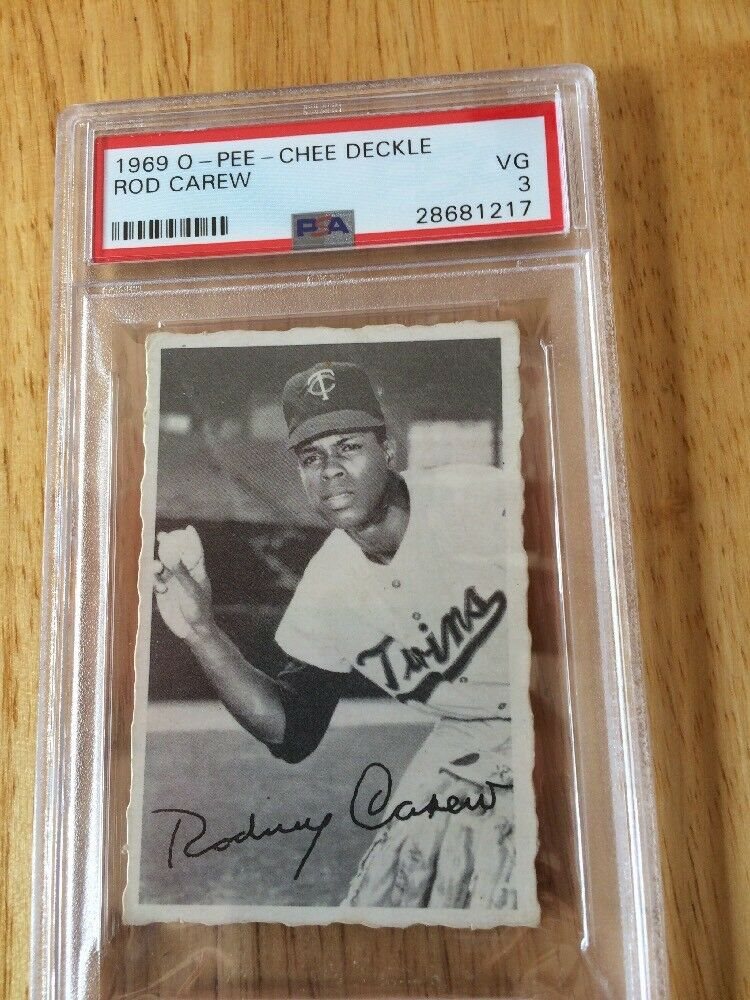 1969 O-PEE-CHEE DECKLE
VG
ROD CAREW
3
28681217
PSA
TC
Twins
Rodney Carew